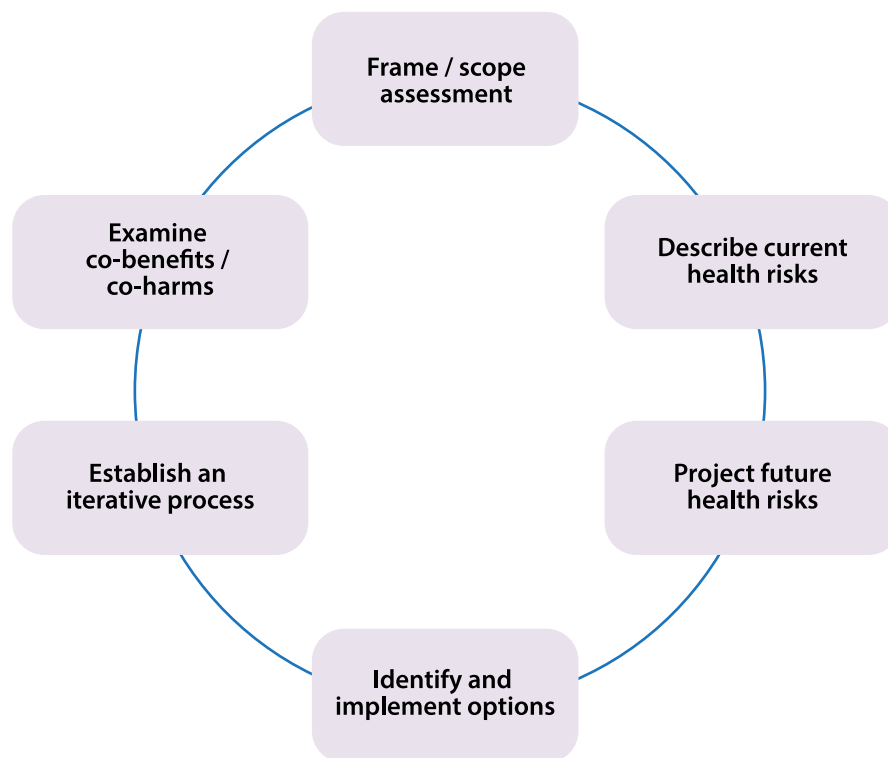 Frame / scope
assessment
Describe current
health risks
Project future
health risks
Identify and
implement options
Establish an
iterative process
Examine
co-benefits /
co-harms